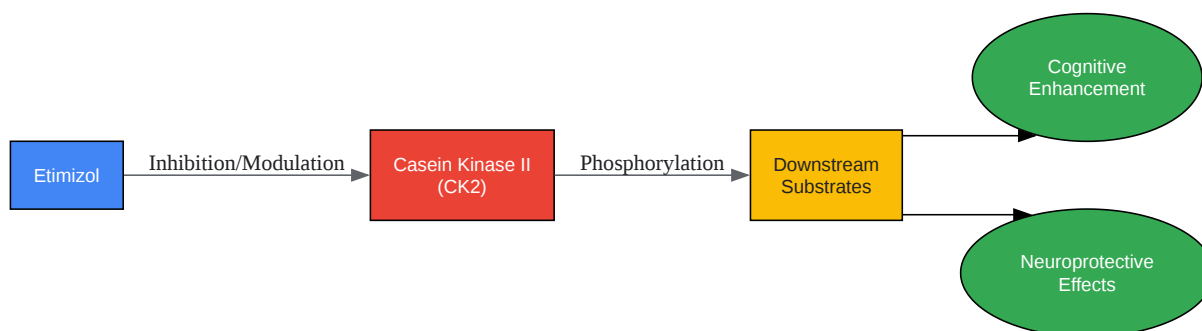 Etimizol
Inhibition/Modulation
Casein Kinase II
(CK2)
Phosphorylation
Downstream
Substrates
Cognitive
Enhancement
Neuroprotective
Effects